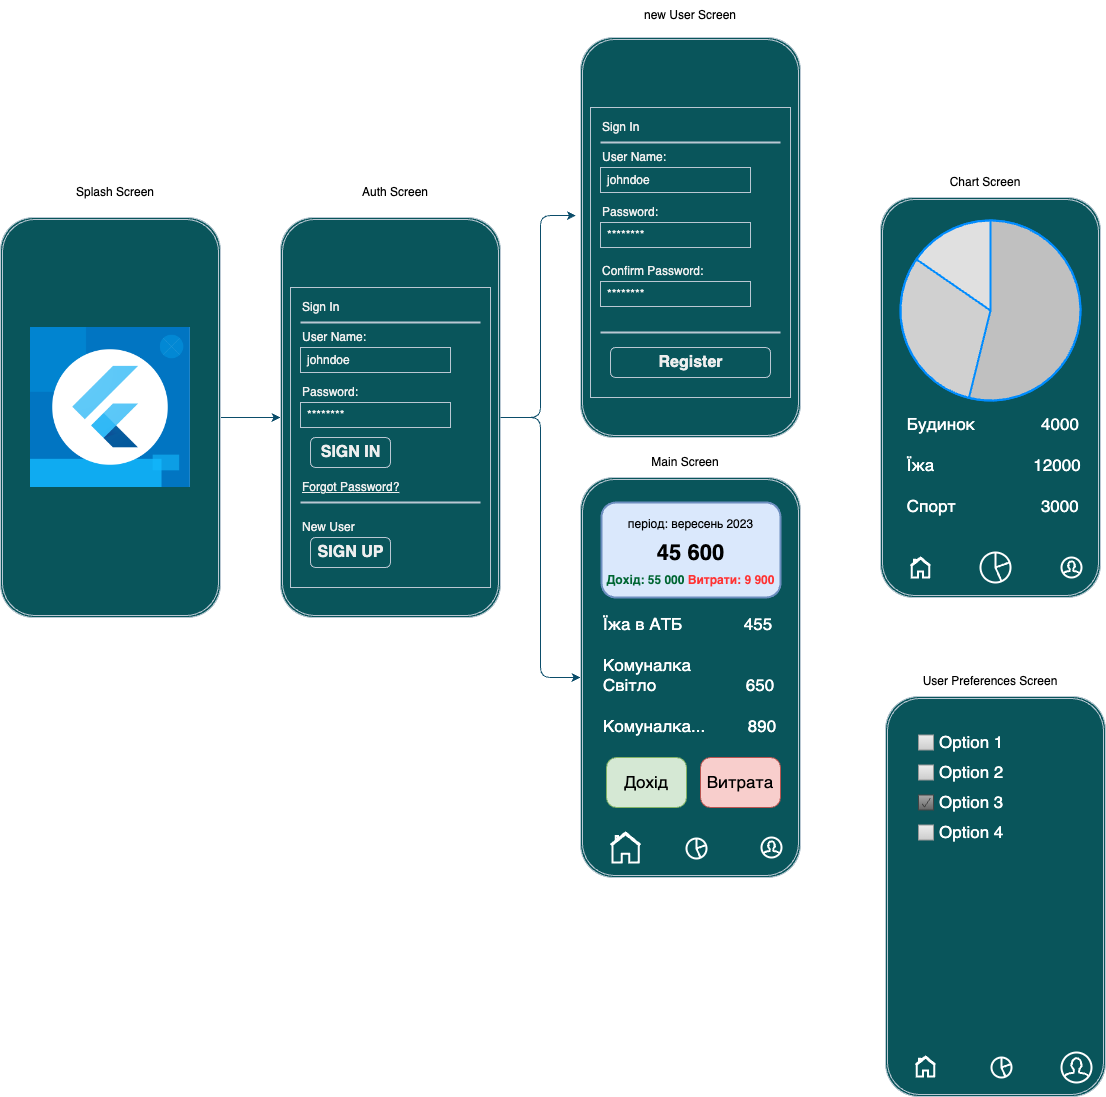 Splash Screen
Auth Screen
Sign In
User Name:
johndoe
Password:
********
SIGN IN
Forgot Password?
New User
SIGN UP
new User Screen
Sign In
User Name:
johndoe
Password:
********
Confirm Password:
********
Register
Main Screen
період: вересень 2023
45 600
Дохід: 55 000 Витрати: 9 900
Їжа в АТБ 455
Комуналка
Світло 650
Комуналка... 890
Дохід Витрата
Chart Screen
Будинок 4000
Їжа 12000
Спорт 3000
User Preferences Screen
Option 1
Option 2
Option 3
Option 4